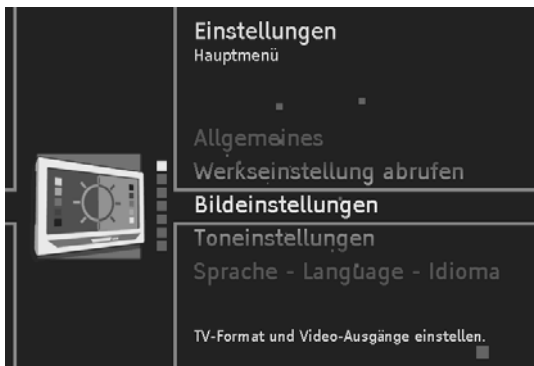 Einstellungen
Hauptmenü
Allgemeines
Werkseinstellung abrufen
Bildeinstellungen
Toneinstellungen
Sprache - Language - Idioma
TV-Format und Video-Ausgänge einstellen.